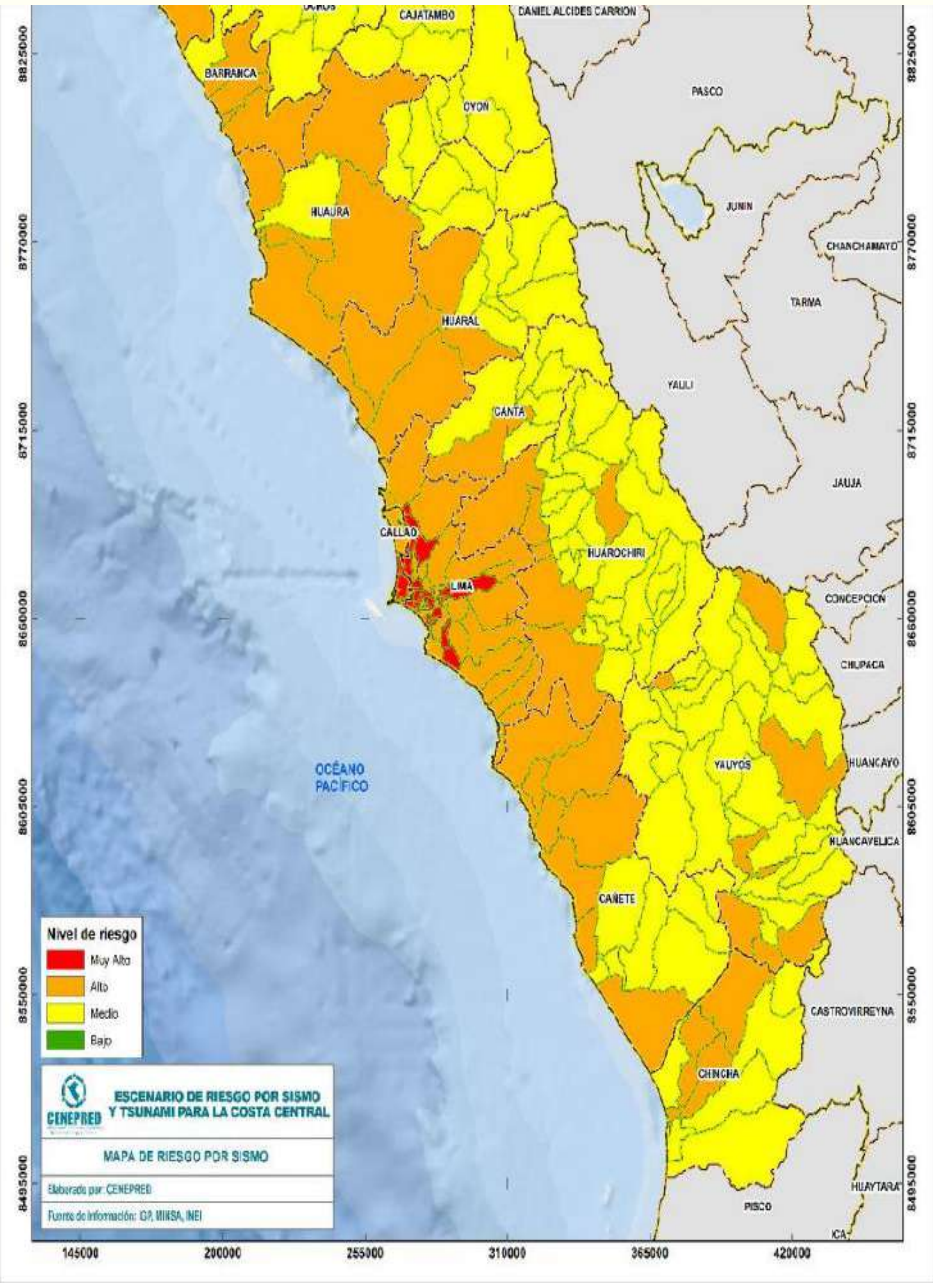 OCROS
CAJATAMBO
DANIEL ALCIDES CARRION
8825000
8825000
BARRANCA
OYON
PASCO
JUNIN
HUAURA
8770000
8770000
CHANCHAMAYO
TARMA
HUARAL
YAULI
CANTA
8715000
8715000
JAUJA
CALLAO
HUAROCHIRI
LIMA
CONCEPCION
8660000
8660000
CHUPACA
OCÉANO
PACÍFICO
YAUYOS
HUANCAYO
8605000
8605000
HUANCAVELICA
CAÑETE
Nivel de riesgo
Muy Alto
Alto
Medio
Bajo
8550000
8550000
CASTROVIRREYNA
CHINCHA
CENEPRED
ESCENARIO DE RIESGO POR SISMO
Y TSUNAMI PARA LA COSTA CENTRAL
MAPA DE RIESGO POR SISMO
Elaborado por: CENEPRED
Fuente de Información: IGP, MINSA, INEI
8495000
8495000
HUAYTARÁ
PISCO
ICA
145000
200000
255000
310000
365000
420000